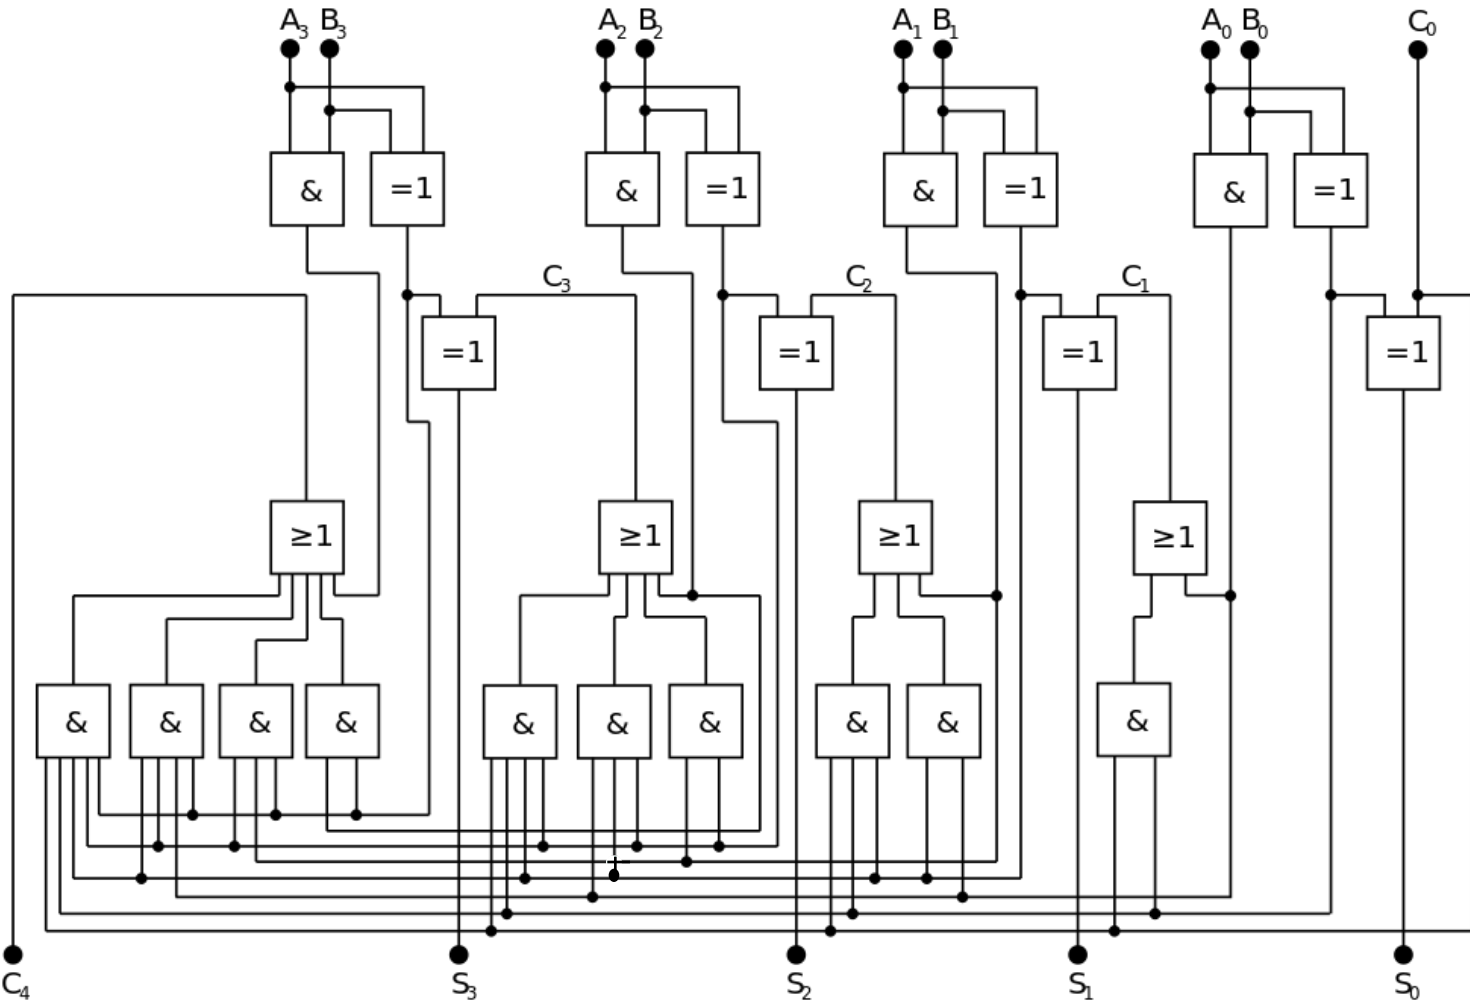 A₃ B₃ A₂ B₂ A₁ B₁ A₀ B₀ C₀
& =1 & =1 & =1 & =1
C₃ C₂ C₁
=1 =1 =1 =1
≥1 ≥1 ≥1 ≥1
& & & & & & & & & &
C₄ S₃ S₂ S₁ S₀